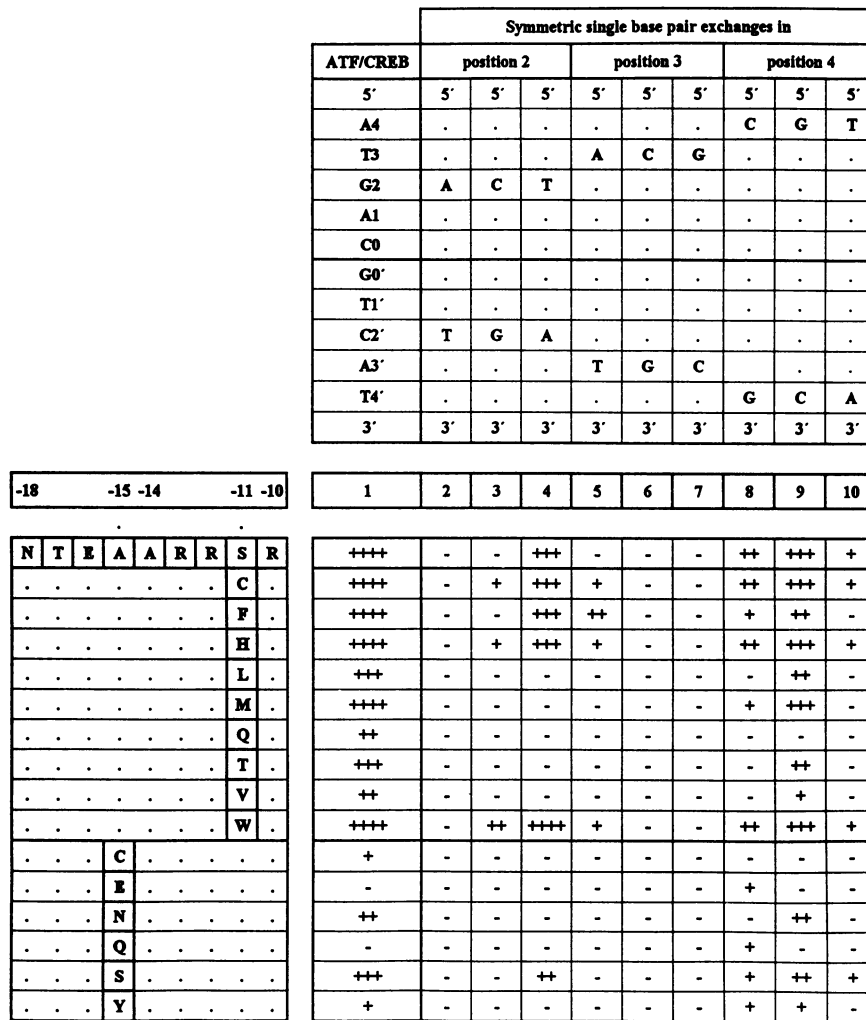 Symmetric single base pair exchanges in
ATF/CREB position 2 position 3 position 4
5´ 5´ 5´ 5´ 5´ 5´ 5´ 5´ 5´ 5´
A4 . . . . . . C G T
T3 . . . A C G . . .
G2 A C T . . . . . .
A1 . . . . . . . . .
C0 . . . . . . . . .
G0´ . . . . . . . . .
T1´ . . . . . . . . .
C2´ T G A . . . . . .
A3´ . . . T G C . .
T4´ . . . . . . G C A
3´ 3´ 3´ 3´ 3´ 3´ 3´ 3´ 3´ 3´
-18 -15 -14 -11 -10 1 2 3 4 5 6 7 8 9 10
. .
N T E A A R R S R ++++ - - +++ - - - ++ +++ +
. . . . . . . C . ++++ - + +++ + - - ++ +++ +
. . . . . . . F . ++++ - - +++ ++ - - + ++ -
. . . . . . . H . ++++ - + +++ + - - ++ +++ +
. . . . . . . L . +++ - - - - - - - ++ -
. . . . . . . M . ++++ - - - - - - + +++ -
. . . . . . . Q . ++ - - - - - - - - -
. . . . . . . T . +++ - - - - - - - ++ -
. . . . . . . V . ++ - - - - - - - + -
. . . . . . . W . ++++ - ++ ++++ + - - ++ +++ +
. . . C . . . . . + - - - - - - - - -
. . . E . . . . . - - - - - - - + - -
. . . N . . . . . ++ - - - - - - - ++ -
. . . Q . . . . . - - - - - - - + - -
. . . S . . . . . +++ - - ++ - - - + ++ +
. . . Y . . . . . + - - - - - - + + -